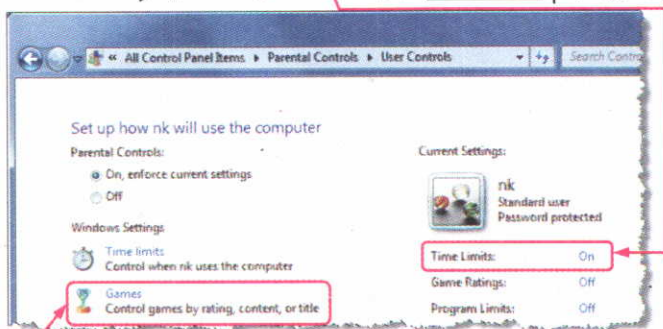 « All Control Panel Items ▸ Parental Controls ▸ User Controls
Search Contro
Set up how nk will use the computer
Parental Controls:
On, enforce current settings
Off
Windows Settings
Time limits
Control when nk uses the computer
Games
Control games by rating, content, or title
Current Settings:
nk
Standard user
Password protected
Time Limits: On
Game Ratings: Off
Program Limits: Off